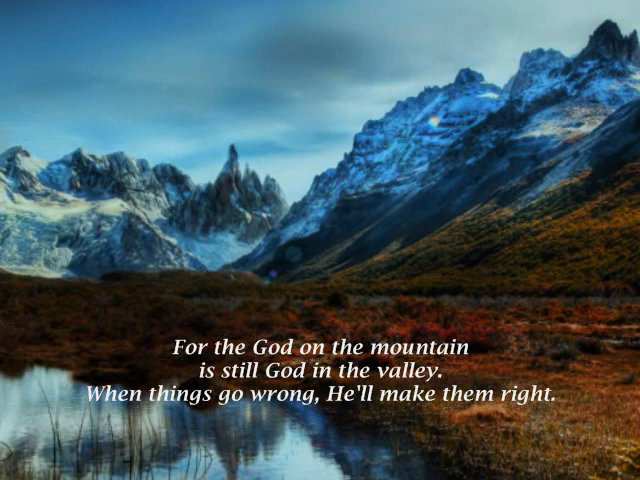 For the God on the mountain
is still God in the valley.
When things go wrong, He'll make them right.